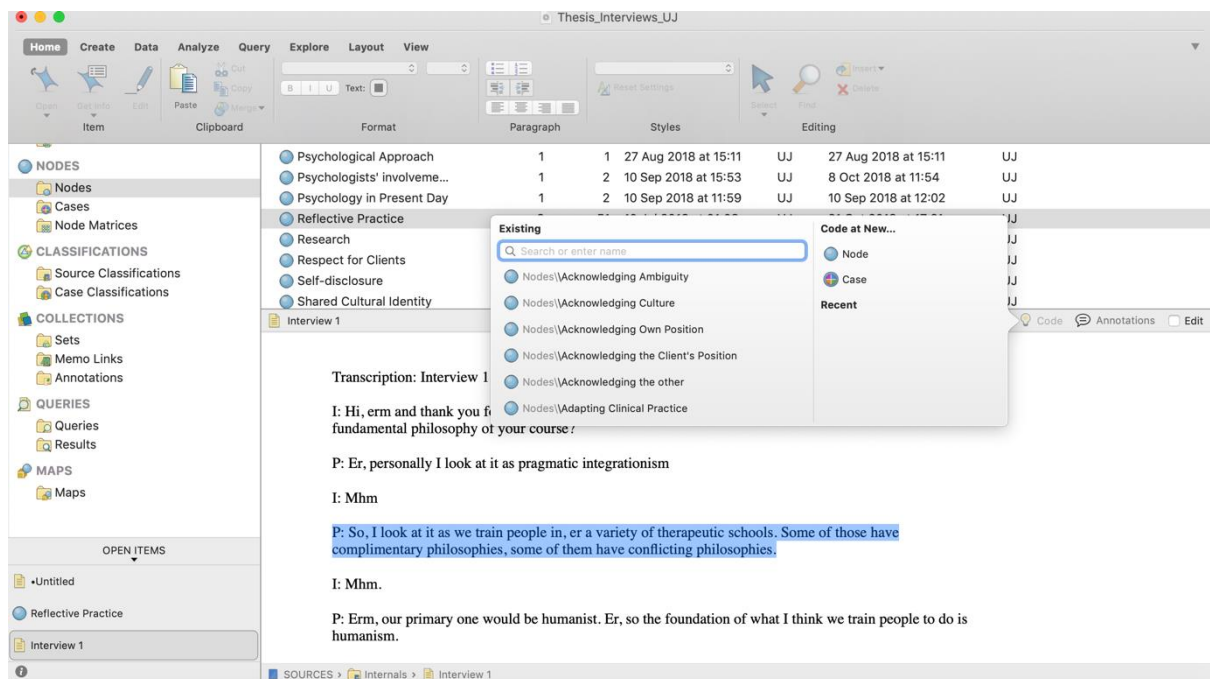 Thesis_Interviews_UJ
Home Create Data Analyze Query Explore Layout View
Open Get Info Edit Paste Cut
Copy
Merge
B I U Text:
Reset Settings
Select Find Insert
Delete
Item Clipboard Format Paragraph Styles Editing
NODES
Nodes
Cases
Node Matrices
CLASSIFICATIONS
Source Classifications
Case Classifications
COLLECTIONS
Sets
Memo Links
Annotations
QUERIES
Queries
Results
MAPS
Maps
OPEN ITEMS
•Untitled
Reflective Practice
Interview 1
Psychological Approach 1 1 27 Aug 2018 at 15:11 UJ 27 Aug 2018 at 15:11 UJ
Psychologists' involveme... 1 2 10 Sep 2018 at 15:53 UJ 8 Oct 2018 at 11:54 UJ
Psychology in Present Day 1 2 10 Sep 2018 at 11:59 UJ 10 Sep 2018 at 12:02 UJ
Reflective Practice UJ
Research UJ
Respect for Clients UJ
Self-disclosure UJ
Shared Cultural Identity UJ
Existing
Search or enter name
Nodes\\Acknowledging Ambiguity
Nodes\\Acknowledging Culture
Nodes\\Acknowledging Own Position
Nodes\\Acknowledging the Client's Position
Nodes\\Acknowledging the other
Nodes\\Adapting Clinical Practice
Code at New...
Node
Case
Recent
Interview 1 Code Annotations Edit
Transcription: Interview 1
I: Hi, erm and thank you
fundamental philosophy of your course?
P: Er, personally I look at it as pragmatic integrationism
I: Mhm
P: So, I look at it as we train people in, er a variety of therapeutic schools. Some of those have
complimentary philosophies, some of them have conflicting philosophies.
I: Mhm.
P: Erm, our primary one would be humanist. Er, so the foundation of what I think we train people to do is
humanism.
SOURCES > Internals > Interview 1